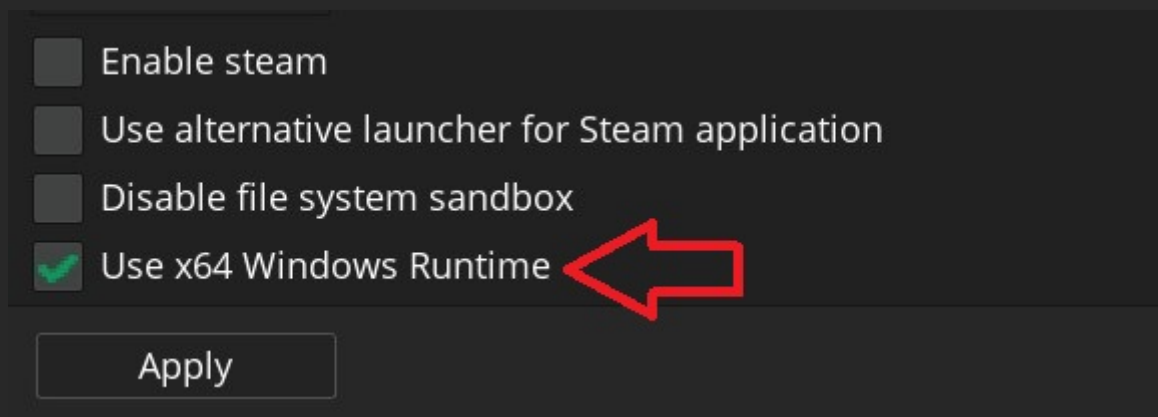 Enable steam
Use alternative launcher for Steam application
Disable file system sandbox
Use x64 Windows Runtime
Apply